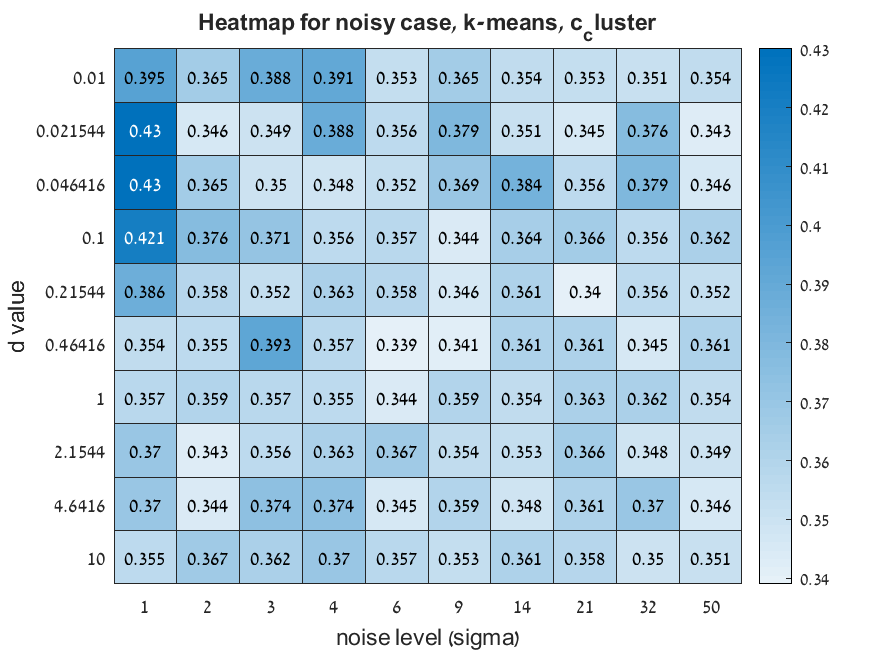 Heatmap for noisy case, k-means, c_cluster
0.01 0.395 0.365 0.388 0.391 0.353 0.365 0.354 0.353 0.351 0.354
0.021544 0.43 0.346 0.349 0.388 0.356 0.379 0.351 0.345 0.376 0.343
0.046416 0.43 0.365 0.35 0.348 0.352 0.369 0.384 0.356 0.379 0.346
0.1 0.421 0.376 0.371 0.356 0.357 0.344 0.364 0.366 0.356 0.362
0.21544 0.386 0.358 0.352 0.363 0.358 0.346 0.361 0.34 0.356 0.352
0.46416 0.354 0.355 0.393 0.357 0.339 0.341 0.361 0.361 0.345 0.361
1 0.357 0.359 0.357 0.355 0.344 0.359 0.354 0.363 0.362 0.354
2.1544 0.37 0.343 0.356 0.363 0.367 0.354 0.353 0.366 0.348 0.349
4.6416 0.37 0.344 0.374 0.374 0.345 0.359 0.348 0.361 0.37 0.346
10 0.355 0.367 0.362 0.37 0.357 0.353 0.361 0.358 0.35 0.351
1 2 3 4 6 9 14 21 32 50
noise level (sigma)
d value
0.43
0.42
0.41
0.4
0.39
0.38
0.37
0.36
0.35
0.34